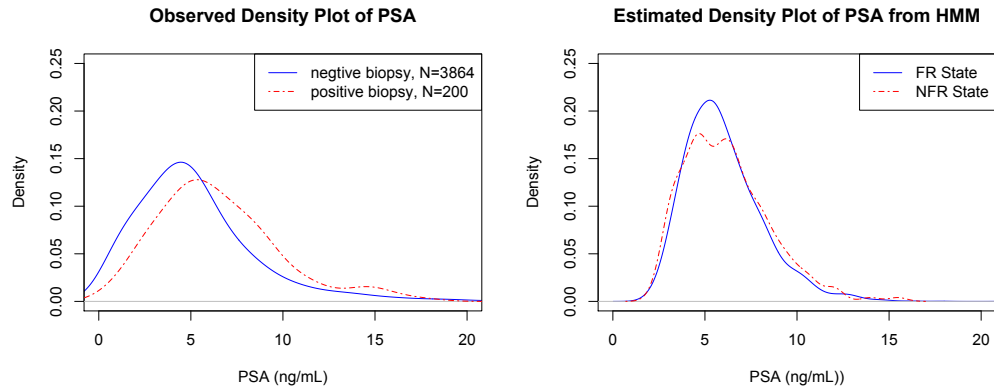 Observed Density Plot of PSA
0.25
0.20
0.15
0.10
0.05
0.00
Density
negtive biopsy, N=3864
positive biopsy, N=200
0 5 10 15 20
PSA (ng/mL)
Estimated Density Plot of PSA from HMM
0.25
0.20
0.15
0.10
0.05
0.00
Density
FR State
NFR State
0 5 10 15 20
PSA (ng/mL))